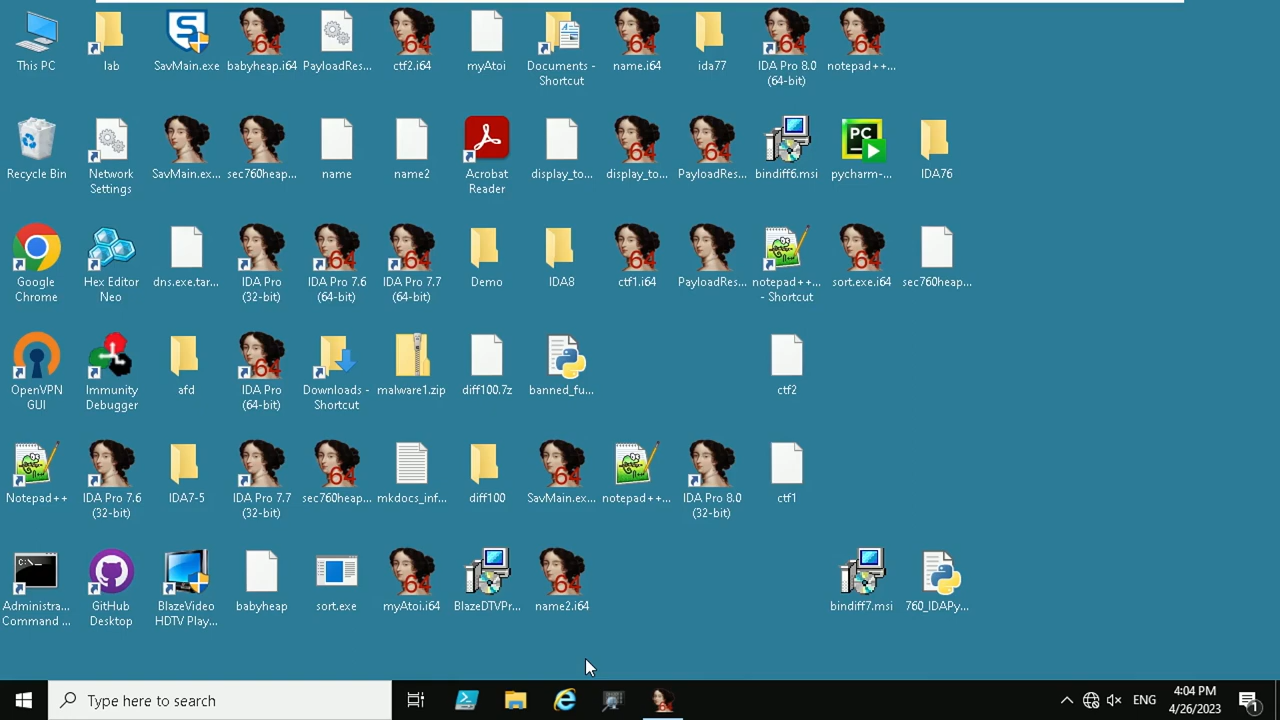 This PC
lab
SavMain.exe
babyheap.i64
PayloadRes...
ctf2.i64
myAtoi
Documents -
Shortcut
name.i64
ida77
IDA Pro 8.0
(64-bit)
notepad++...
Recycle Bin
Network
Settings
SavMain.ex...
sec760heap...
name
name2
Acrobat
Reader
display_to...
display_to...
PayloadRes...
bindiff6.msi
pycharm-...
IDA76
Google
Chrome
Hex Editor
Neo
dns.exe.tar...
IDA Pro
(32-bit)
IDA Pro 7.6
(64-bit)
IDA Pro 7.7
(64-bit)
Demo
IDA8
ctf1.i64
PayloadRes...
notepad++...
- Shortcut
sort.exe.i64
sec760heap...
OpenVPN
GUI
Immunity
Debugger
afd
IDA Pro
(64-bit)
Downloads -
Shortcut
malware1.zip
diff100.7z
banned_fu...
ctf2
Notepad++
IDA Pro 7.6
(32-bit)
IDA7-5
IDA Pro 7.7
(32-bit)
sec760heap...
mkdocs_inf...
diff100
SavMain.ex...
notepad++...
IDA Pro 8.0
(32-bit)
ctf1
Administra...
Command ...
GitHub
Desktop
BlazeVideo
HDTV Play...
babyheap
sort.exe
myAtoi.i64
BlazeDTVPr...
name2.i64
bindiff7.msi
760_IDAPy...
Type here to search
ENG
4:04 PM
4/26/2023
1